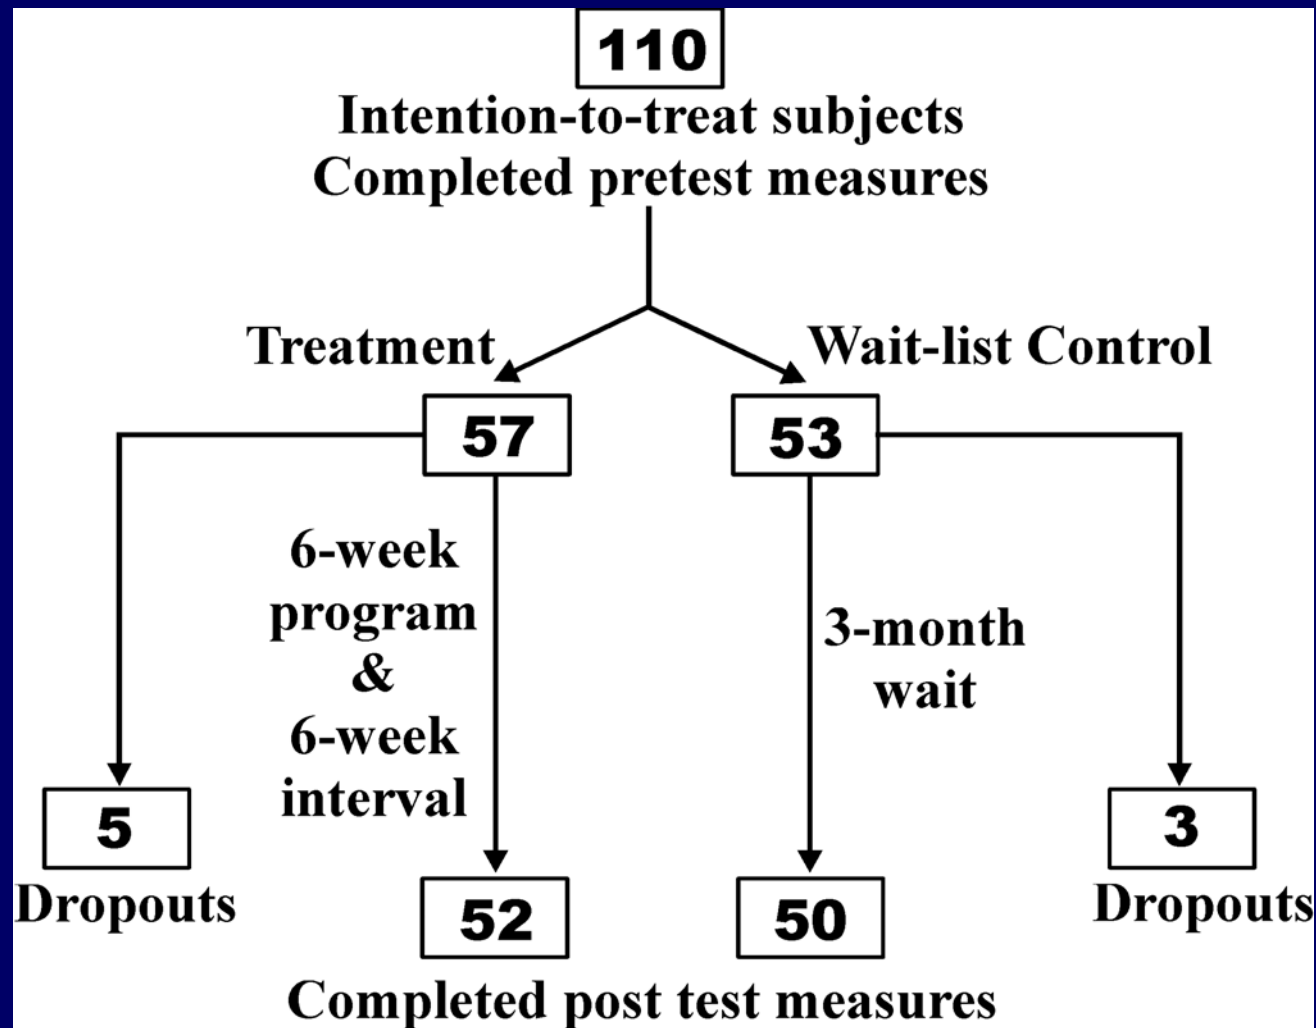 110
Intention-to-treat subjects
Completed pretest measures
Treatment
Wait-list Control
57
53
6-week
program
&
6-week
interval
3-month
wait
5
Dropouts
3
Dropouts
52
50
Completed post test measures